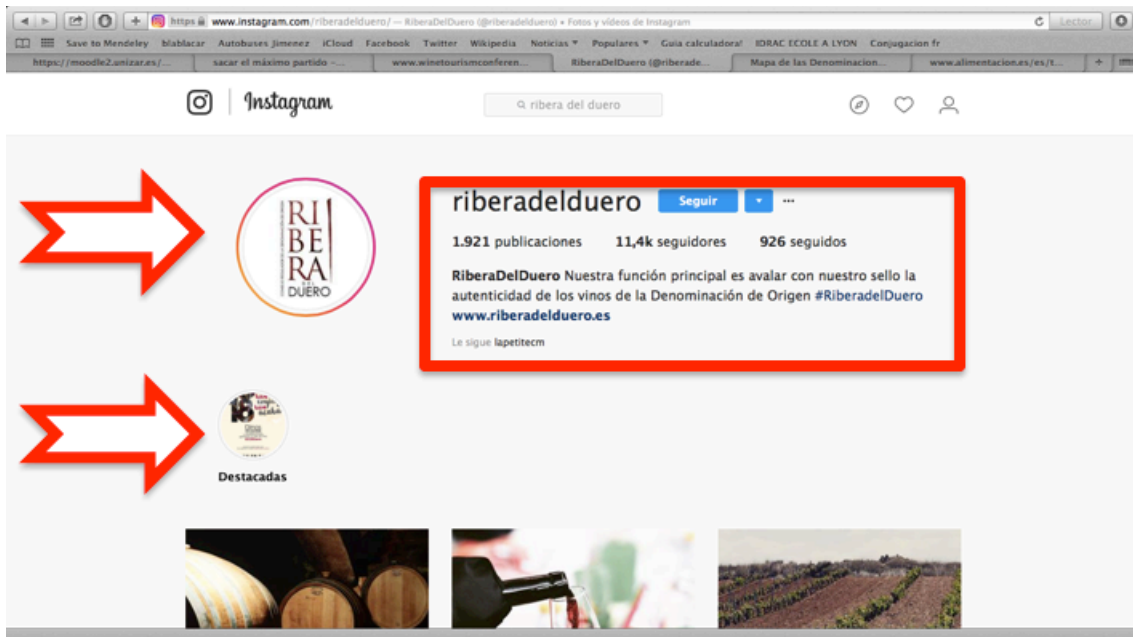 https www.instagram.com/riberadelduero/ — RiberaDelDuero (@riberadelduero) • Fotos y vídeos de Instagram
Lector
Save to Mendeley blablacar Autobuses Jimenez iCloud Facebook Twitter Wikipedia Noticias Populares Guia calculadora! IDRAC ECOLE A LYON Conjugacion fr
https://moodle2.unizar.es/... sacar el máximo partido –... www.winetourismconferen... RiberaDelDuero (@riberade... Mapa de las Denominacion... www.alimentacion.es/es/t...
Instagram
ribera del duero
RI
BE
RA
DEL
DUERO
riberadelduero Seguir ...
1.921 publicaciones 11,4k seguidores 926 seguidos
RiberaDelDuero Nuestra función principal es avalar con nuestro sello la
autenticidad de los vinos de la Denominación de Origen #RiberadelDuero
www.riberadelduero.es
Le sigue lapetitecm
Destacadas